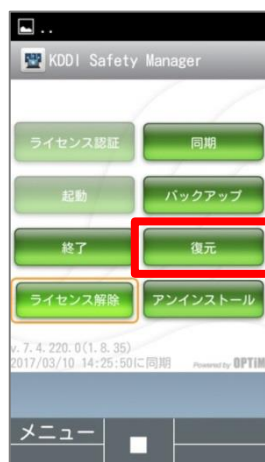 ..
KDDI Safety Manager
ライセンス認証 同期
起動 バックアップ
終了 復元
ライセンス解除 アンインストール
v.7.4.220.0(1.8.35)
2017/03/10 14:25:50に同期 Powered by OPTiM
メニュー